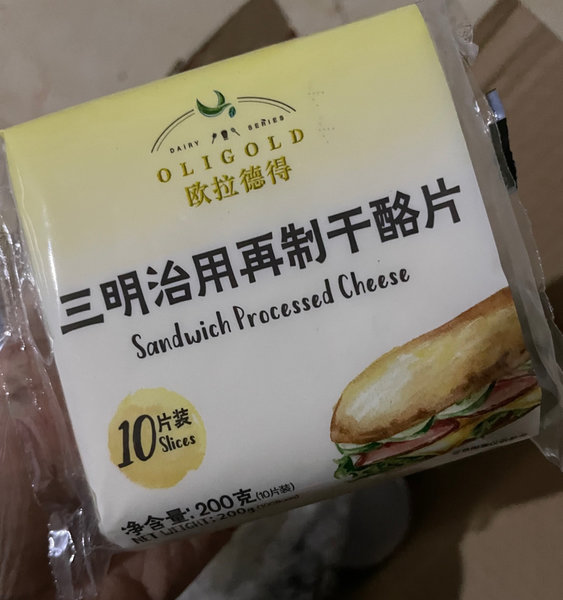 DAIRY SERIES
OLIGOLD
欧拉德得
三明治用再制干酪片
Sandwich Processed Cheese
10片装
Slices
净含量: 200克(10片装)
NET WEIGHT: 200g